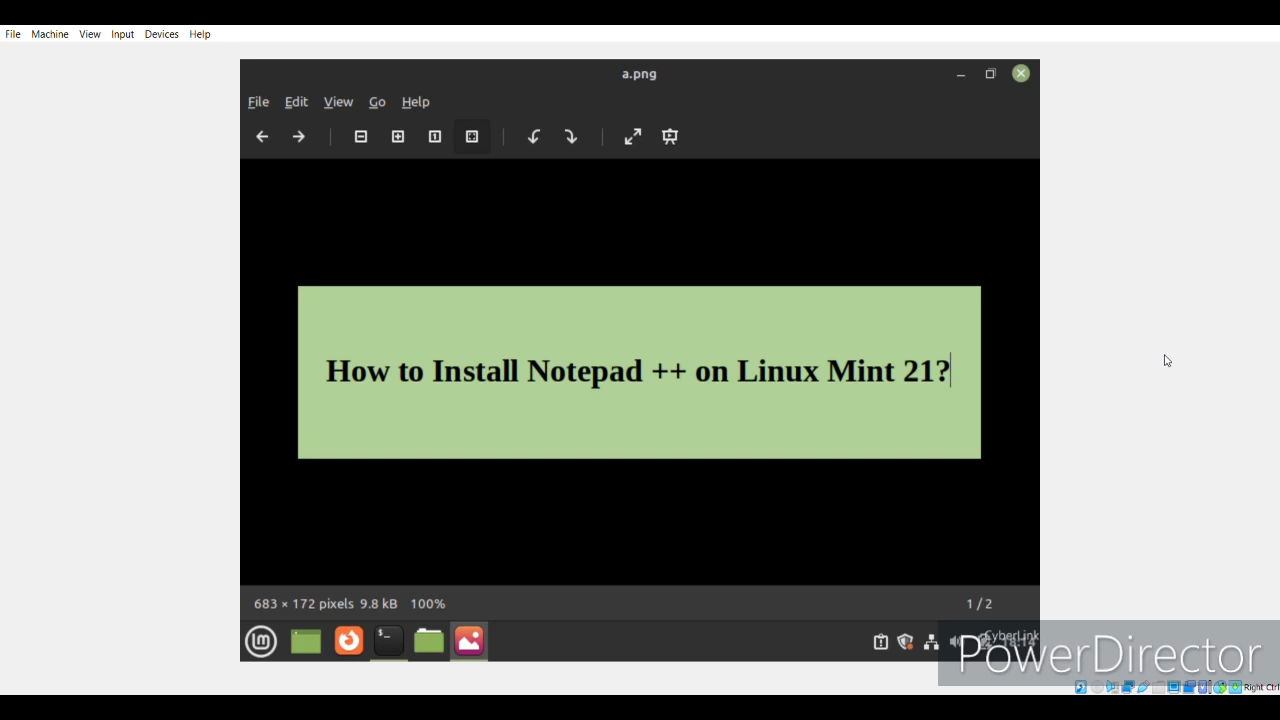 File Machine View Input Devices Help
a.png
File Edit View Go Help
How to Install Notepad ++ on Linux Mint 21?
683 × 172 pixels 9.8 kB 100%
1 / 2
$_
CyberLink
PowerDirector
Right Ctrl